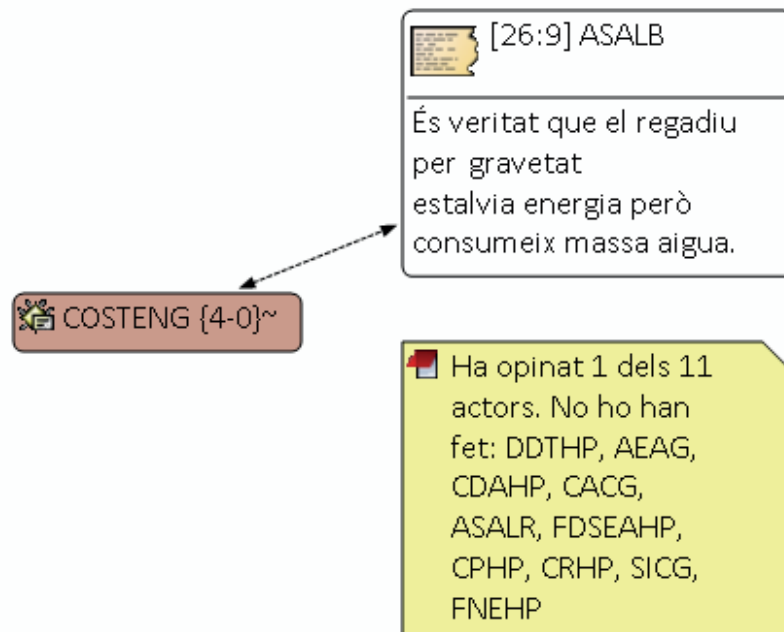 [26:9] ASALB
És veritat que el regadiu
per gravetat
estalvia energia però
consumeix massa aigua.
COSTENG {4-0}~
Ha opinat 1 dels 11
actors. No ho han
fet: DDTHP, AEAG,
CDAHP, CACG,
ASALR, FDSEAHP,
CPHP, CRHP, SICG,
FNEHP